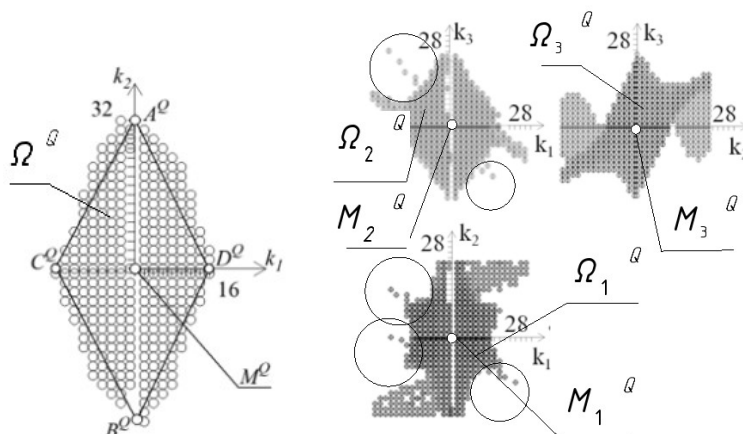 k₂
32 A^Q
Ω^Q
C^Q D^Q k₁
16
M^Q
B^Q
28 k₃
28
k₁
Ω₂^Q
M₂^Q
Ω₃^Q
28 k₃
28
k
M₃^Q
28 k₂
28
k₁
Ω₁^Q
M₁^Q